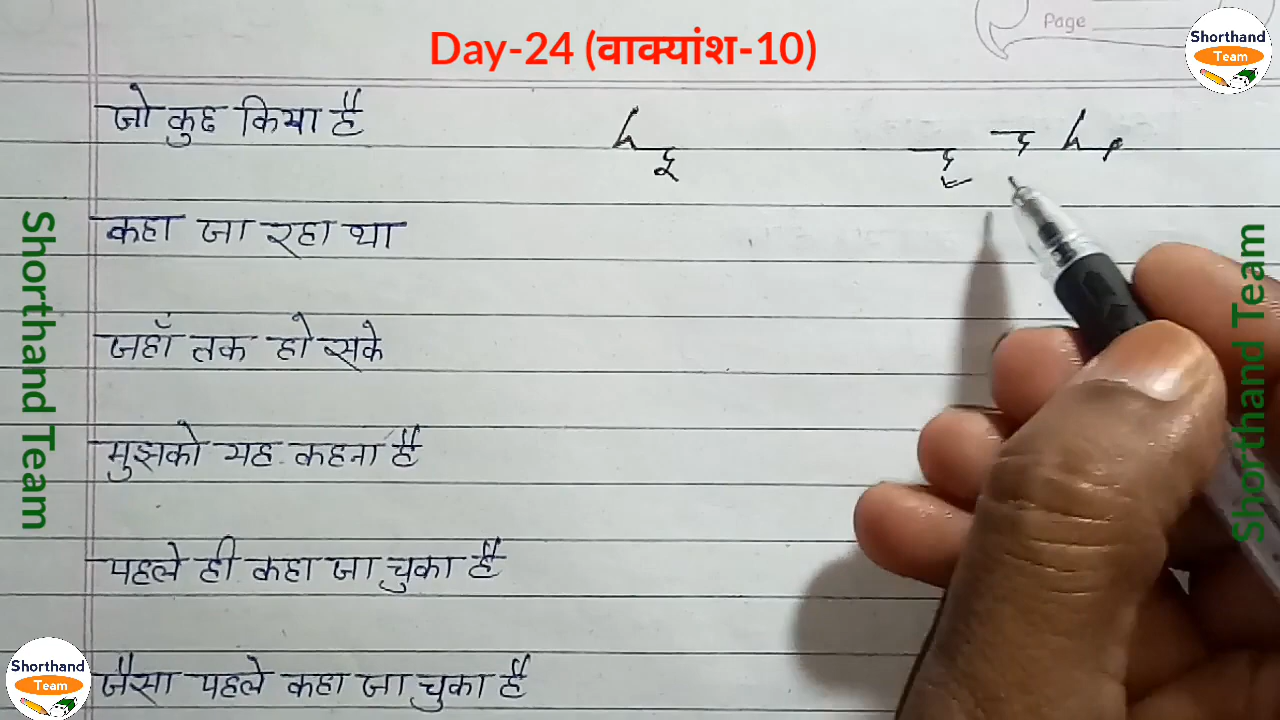 Day-24 (वाक्यांश-10)
Page
Shorthand Team
जो कुछ किया है
कहा जा रहा था
जहाँ तक हो सके
मुझको यह कहना है
पहले ही कहा जा चुका है
जैसा पहले कहा जा चुका है
Shorthand Team
Shorthand Team
Shorthand Team